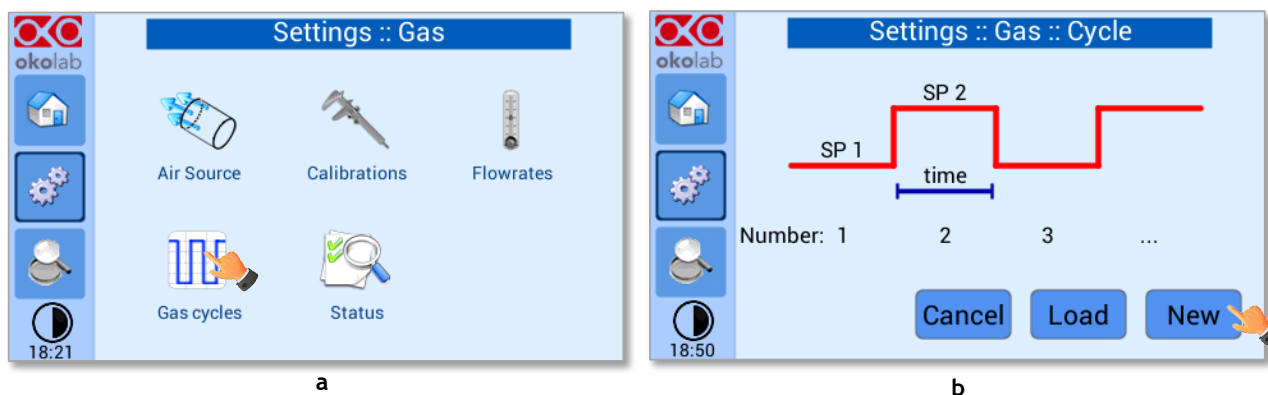 Settings :: Gas
okolab
Air Source
Calibrations
Flowrates
Gas cycles
Status
18:21
a
Settings :: Gas :: Cycle
okolab
SP 2
SP 1
time
Number: 1 2 3 ...
Cancel
Load
New
18:50
b